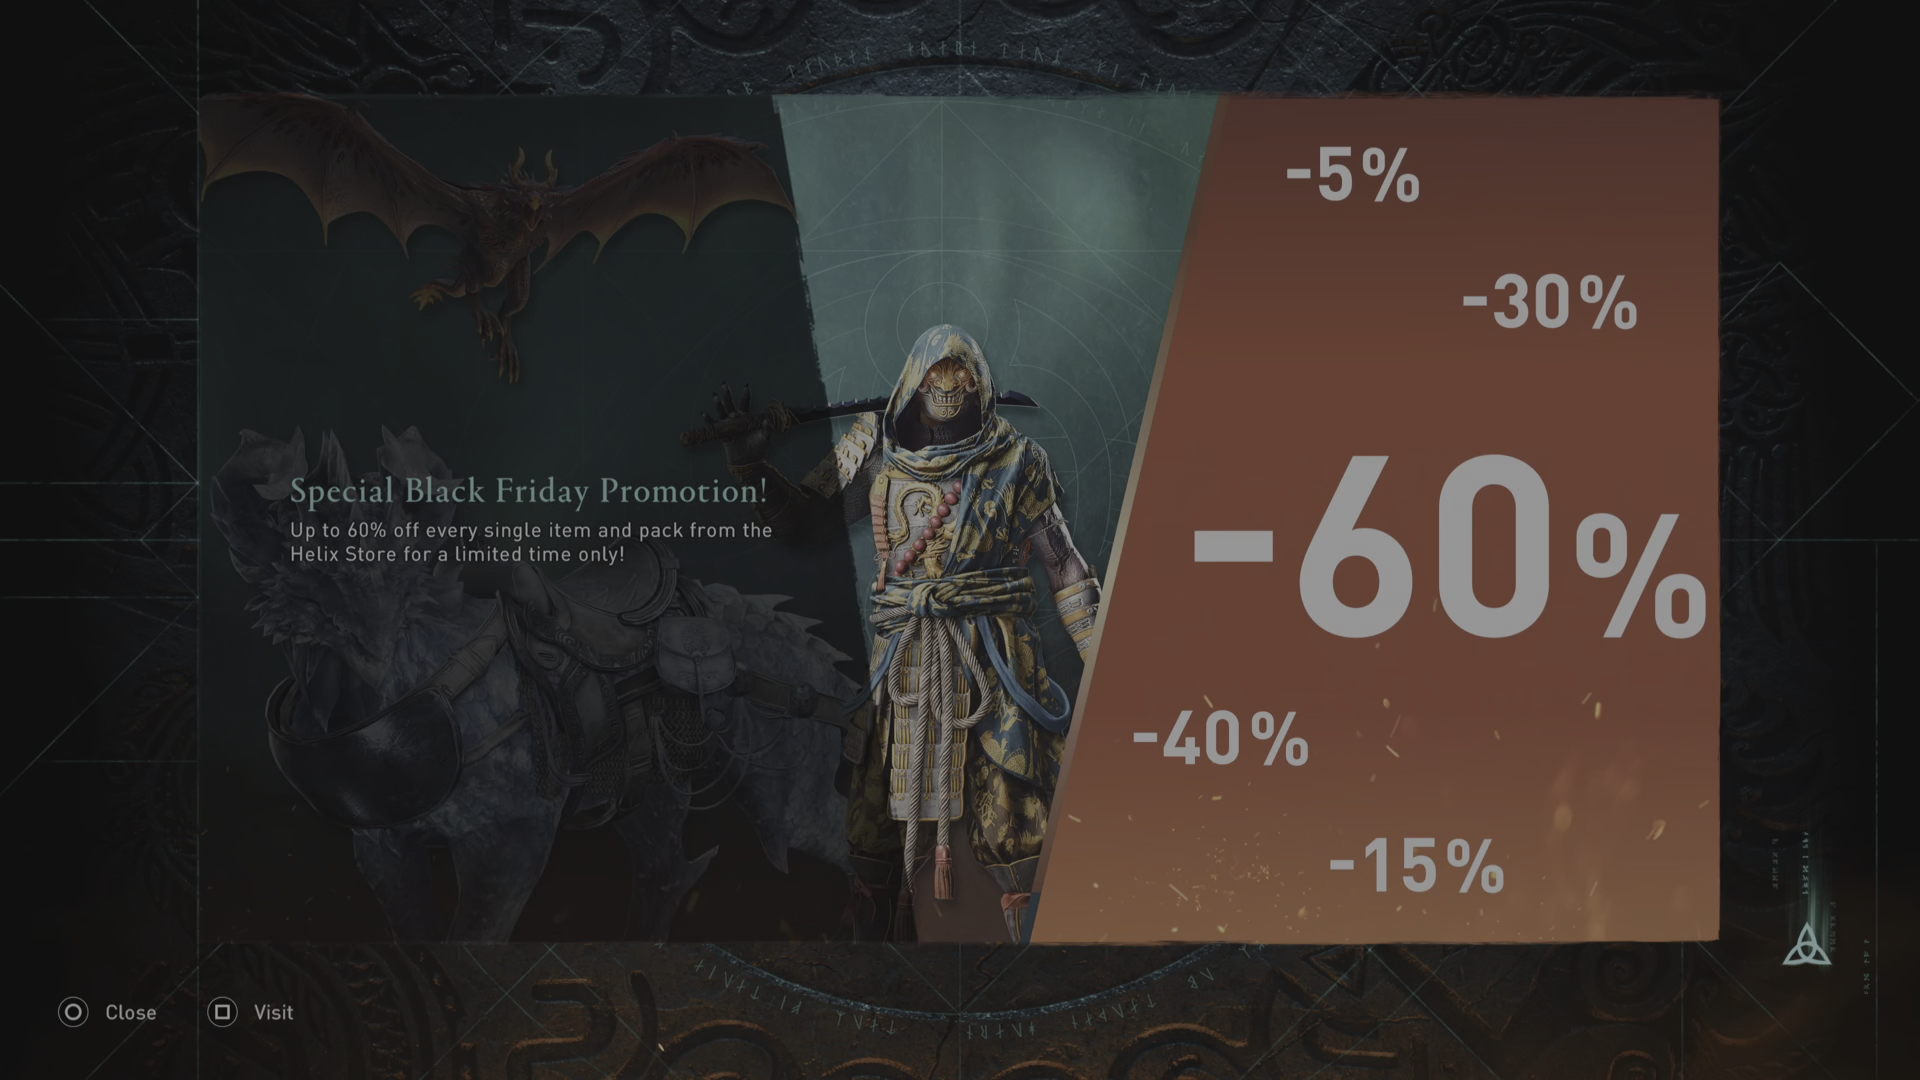 Special Black Friday Promotion!
Up to 60% off every single item and pack from the
Helix Store for a limited time only!
-5%
-30%
-60%
-40%
-15%
Close
Visit